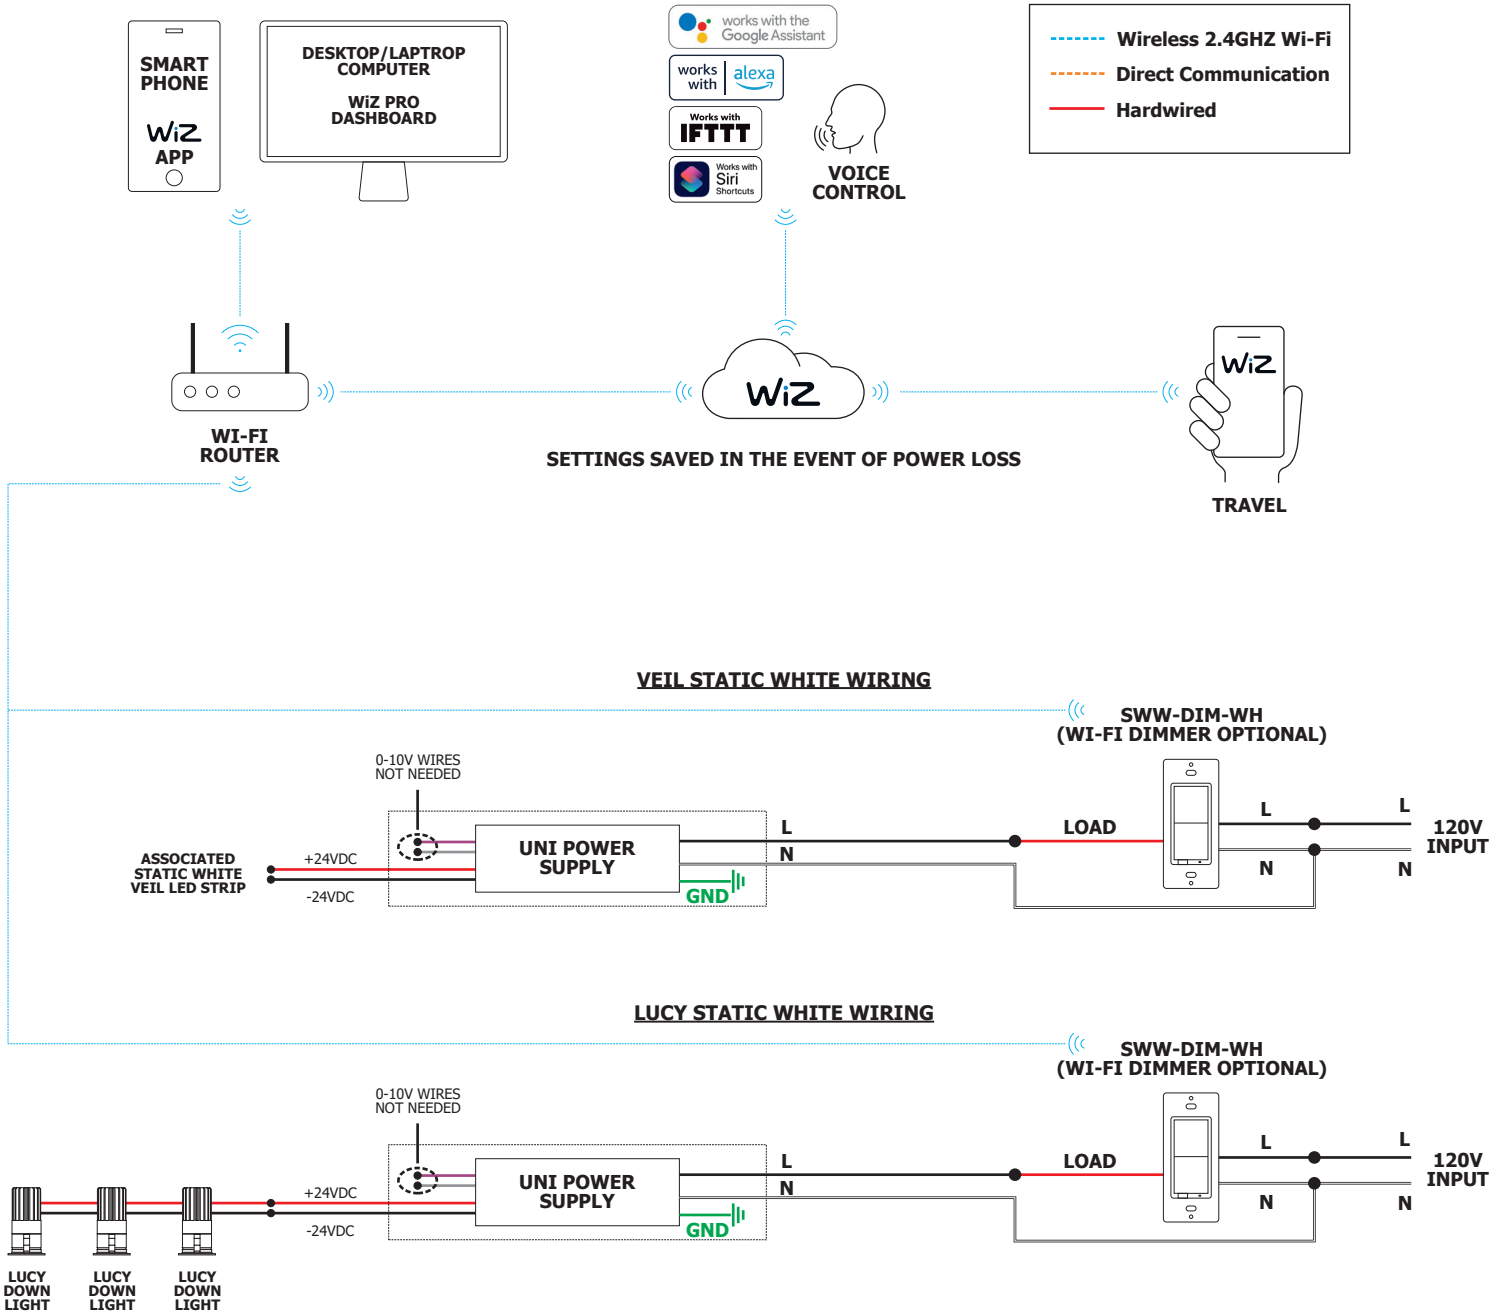 SMART
PHONE
WiZ
APP
DESKTOP/LAPTROP
COMPUTER
WiZ PRO
DASHBOARD
works with the
Google Assistant
works
with
alexa
Works with
IFTTT
Works with
Siri
Shortcuts
VOICE
CONTROL
Wireless 2.4GHZ Wi-Fi
Direct Communication
Hardwired
WI-FI
ROUTER
WiZ
SETTINGS SAVED IN THE EVENT OF POWER LOSS
WiZ
TRAVEL
VEIL STATIC WHITE WIRING
SWW-DIM-WH
(WI-FI DIMMER OPTIONAL)
0-10V WIRES
NOT NEEDED
UNI POWER
SUPPLY
L
N
GND
LOAD
L
N
L
N
120V
INPUT
ASSOCIATED
STATIC WHITE
VEIL LED STRIP
+24VDC
-24VDC
LUCY STATIC WHITE WIRING
SWW-DIM-WH
(WI-FI DIMMER OPTIONAL)
0-10V WIRES
NOT NEEDED
UNI POWER
SUPPLY
L
N
GND
LOAD
L
N
L
N
120V
INPUT
+24VDC
-24VDC
LUCY
DOWN
LIGHT
LUCY
DOWN
LIGHT
LUCY
DOWN
LIGHT